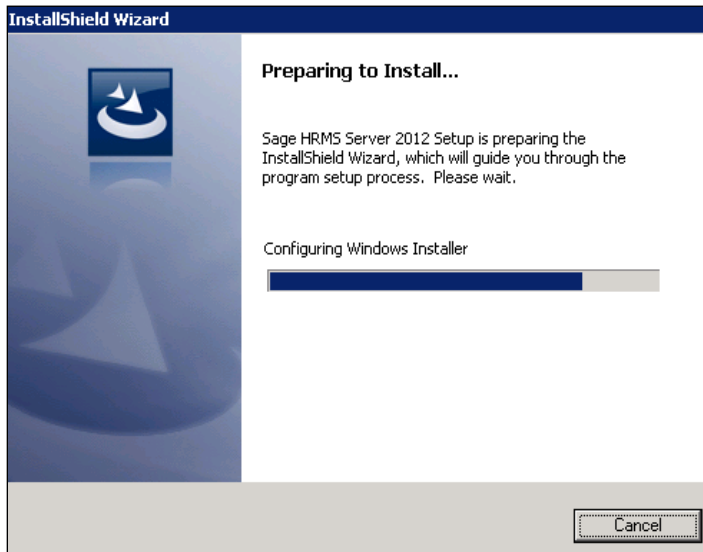 InstallShield Wizard
Preparing to Install...
Sage HRMS Server 2012 Setup is preparing the
InstallShield Wizard, which will guide you through the
program setup process. Please wait.
Configuring Windows Installer
Cancel